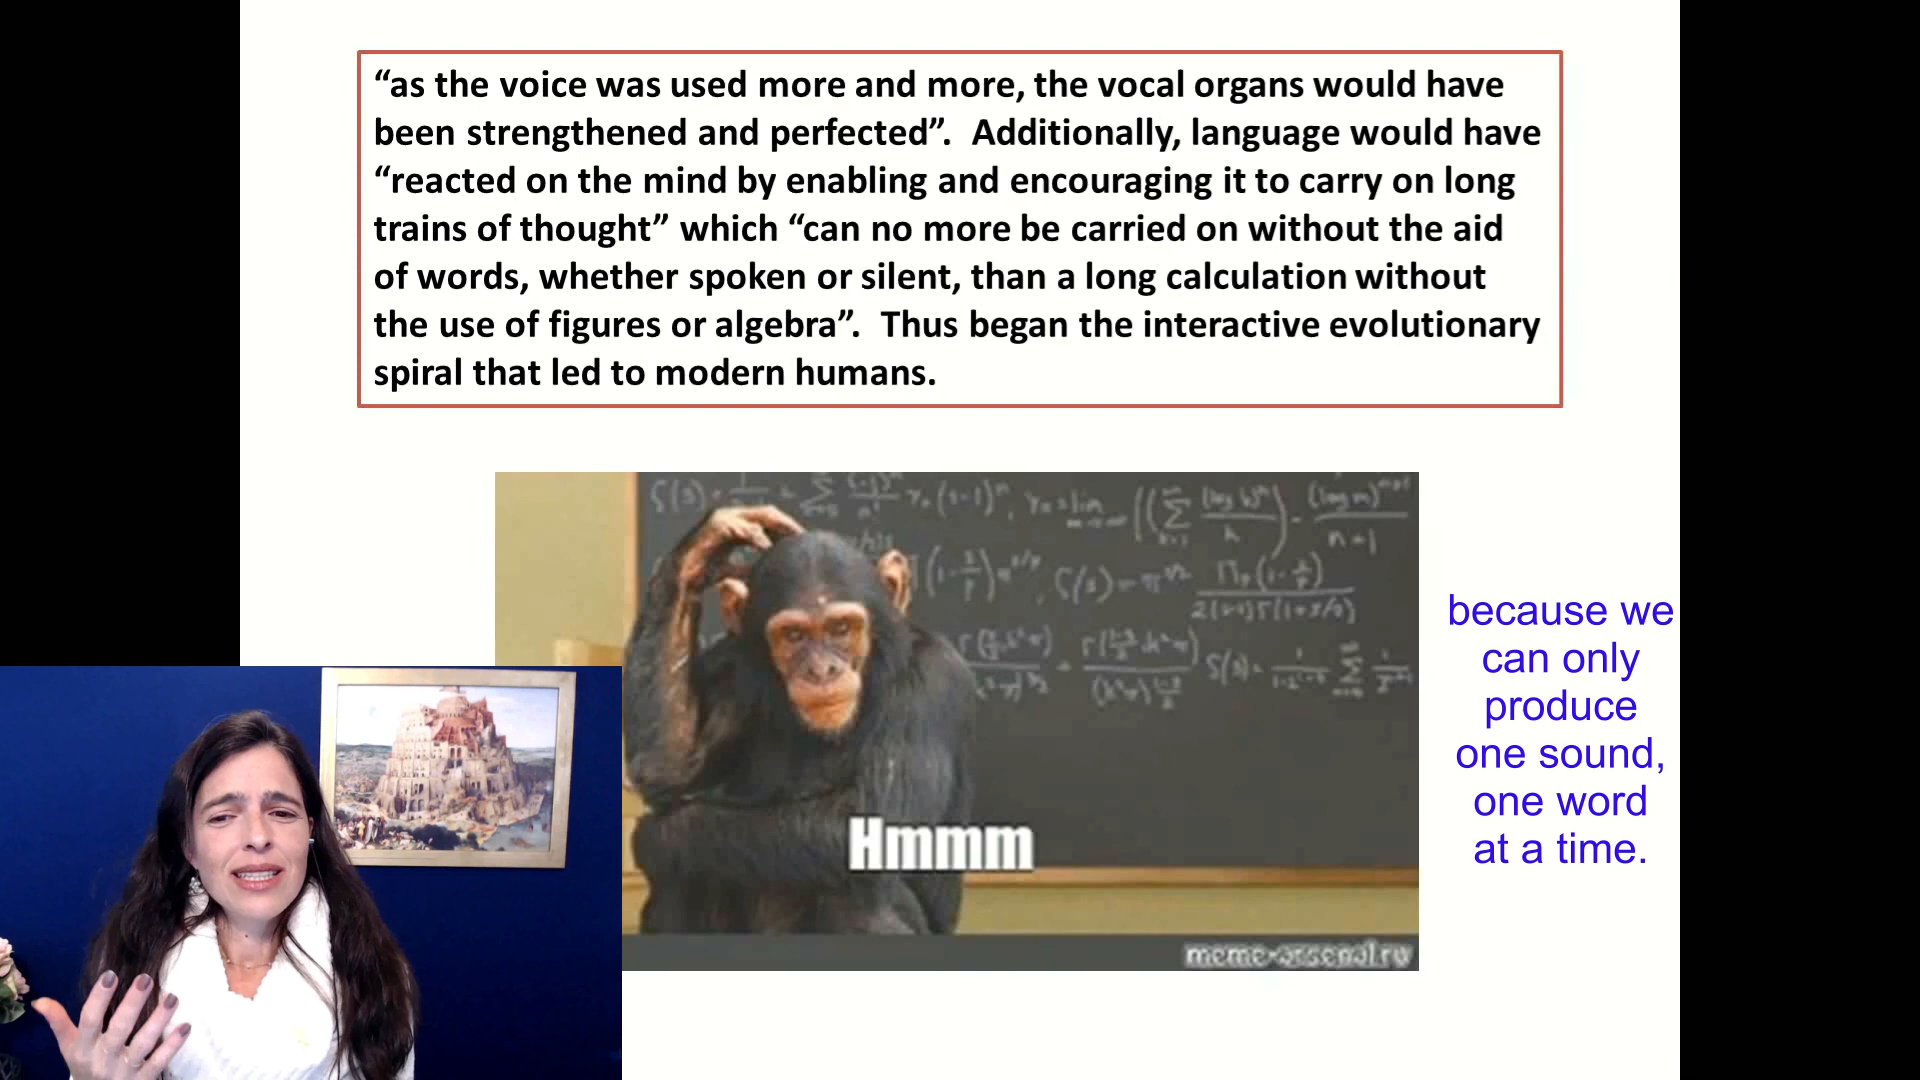 “as the voice was used more and more, the vocal organs would have
been strengthened and perfected”.  Additionally, language would have
“reacted on the mind by enabling and encouraging it to carry on long
trains of thought” which “can no more be carried on without the aid
of words, whether spoken or silent, than a long calculation without
the use of figures or algebra”.  Thus began the interactive evolutionary
spiral that led to modern humans.
because we
can only
produce
one sound,
one word
at a time.
Hmmm
meme-arsenal.ru